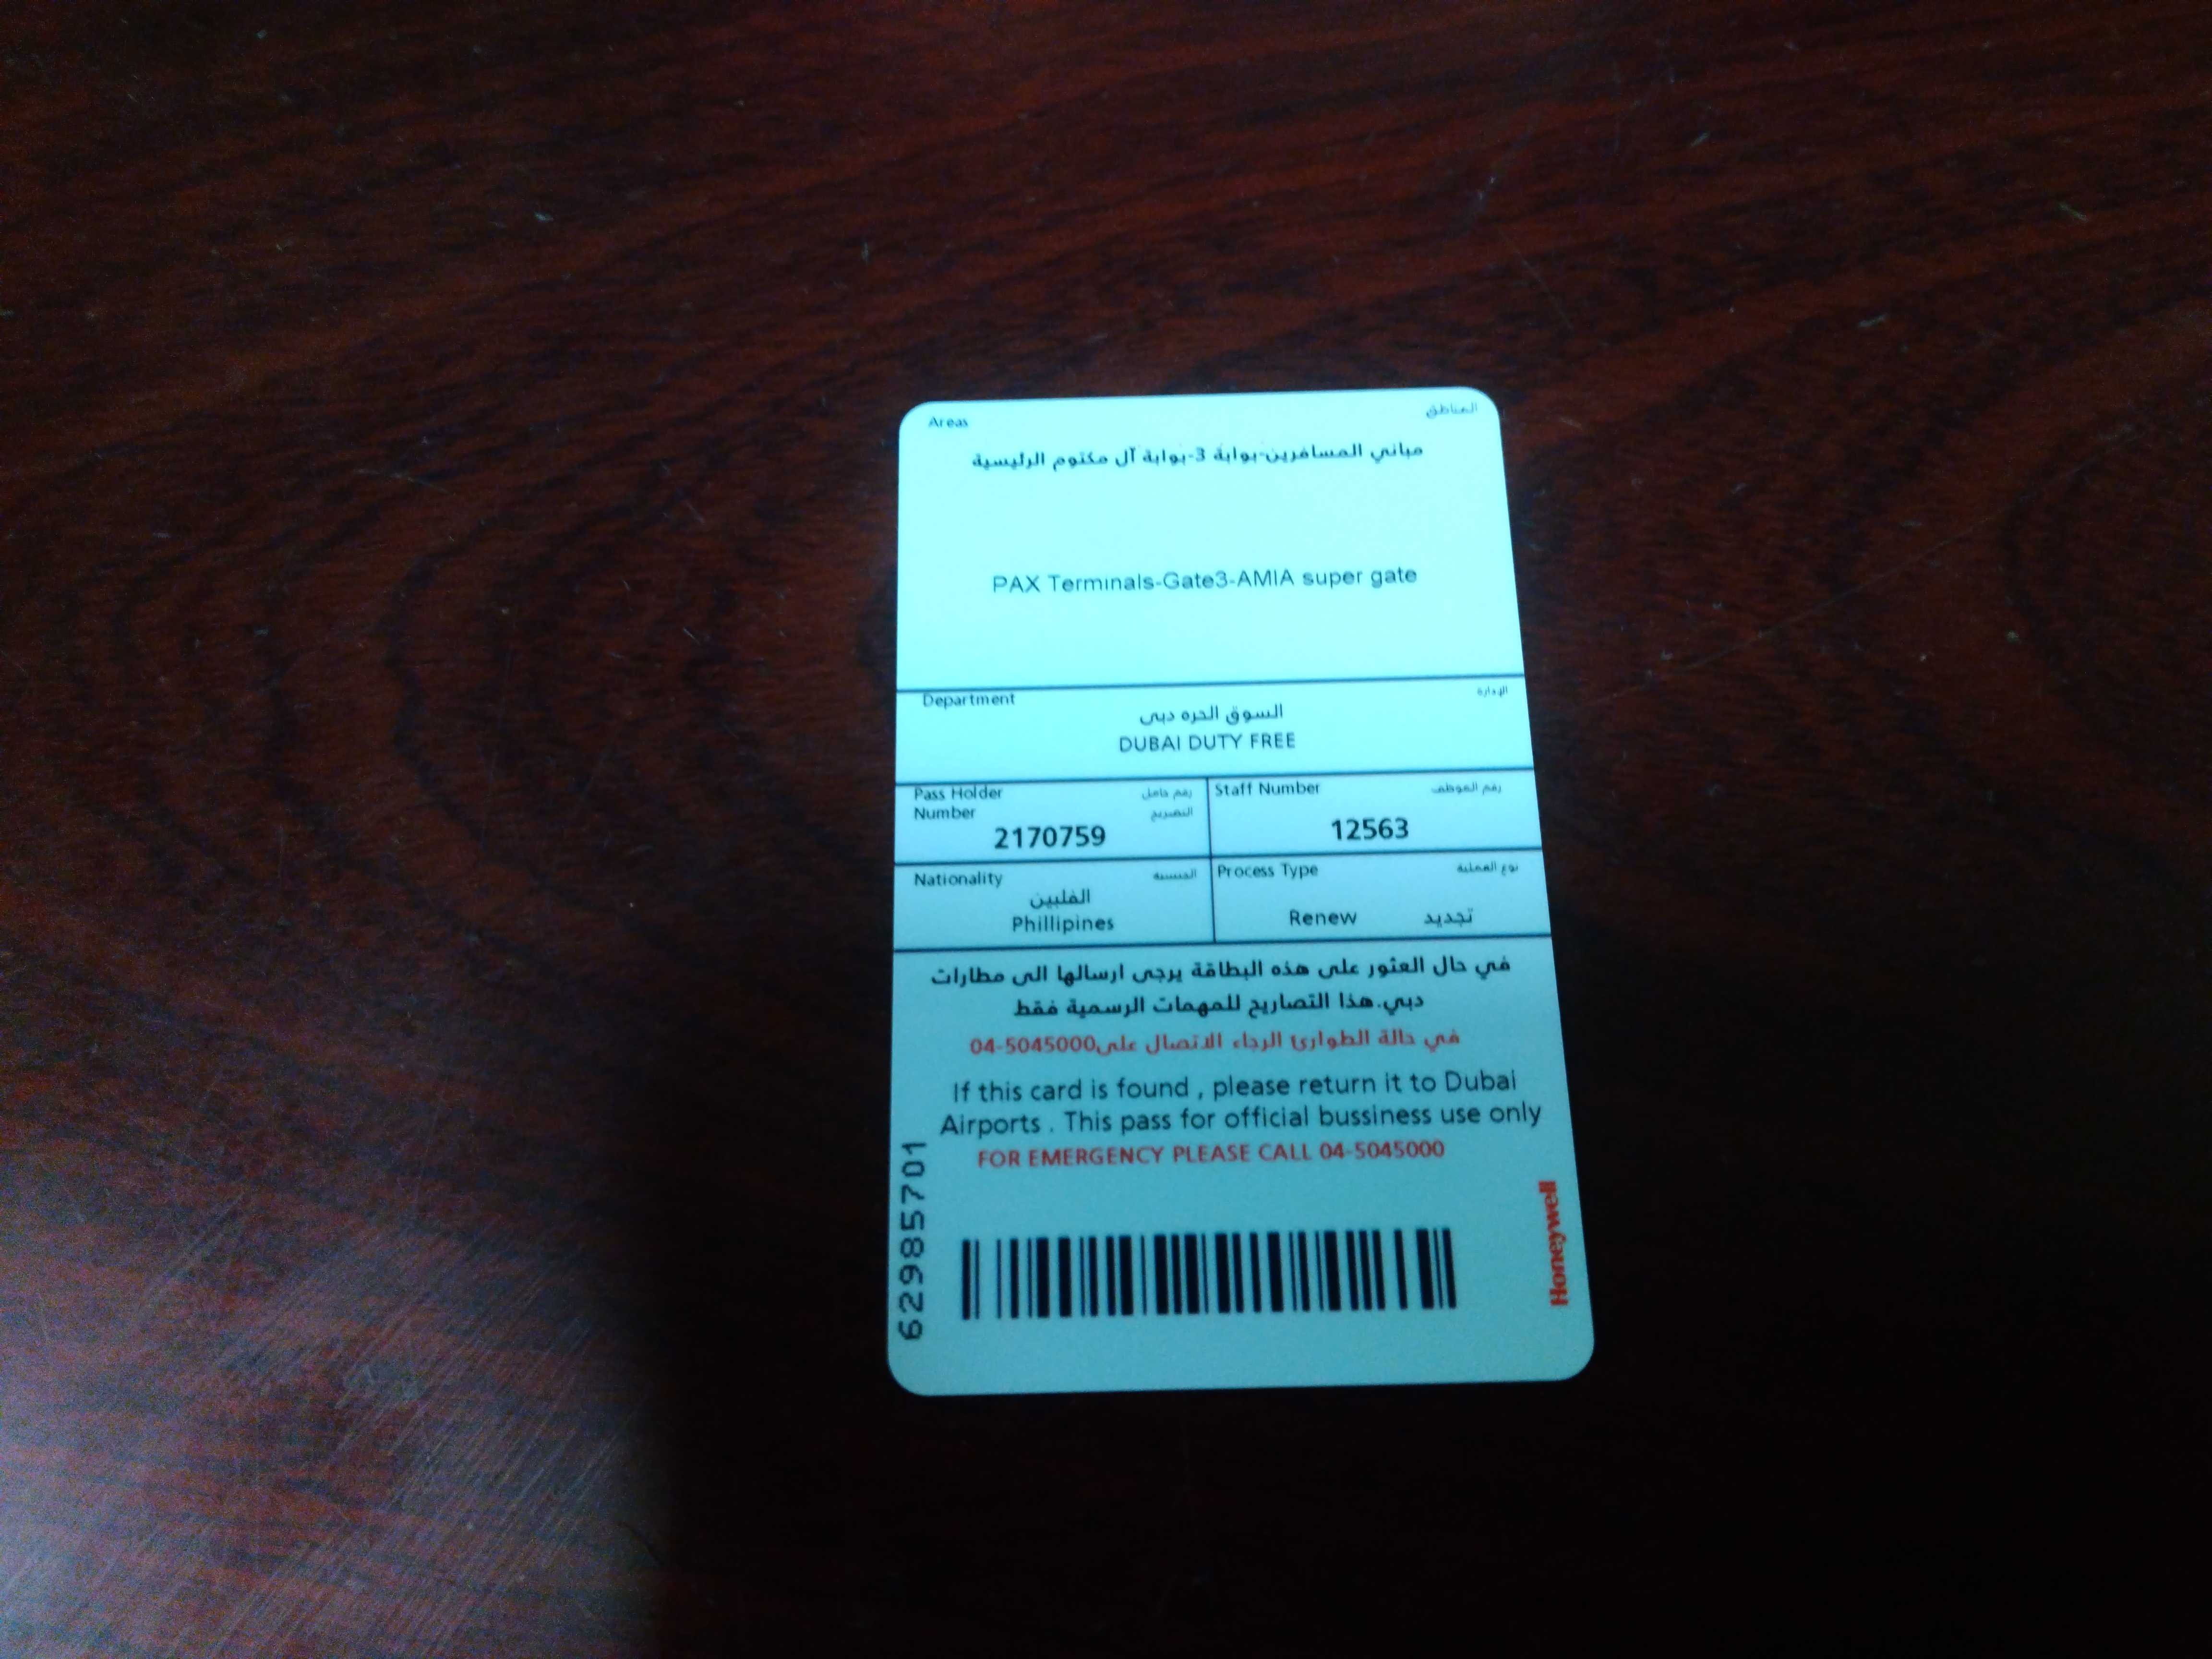 Areas المناطق
مباني المسافرين-بوابة 3-بوابة آل مكتوم الرئيسية
PAX Terminals-Gate3-AMIA super gate
Department الإدارة
السوق الحره دبى
DUBAI DUTY FREE
Pass Holder رقم حامل
Number التصريح
2170759
Staff Number رقم الموظف
12563
Nationality الجنسية
الفلبين
Phillipines
Process Type نوع العملية
Renew تجديد
في حال العثور على هذه البطاقة يرجى ارسالها الى مطارات
دبي.هذا التصاريح للمهمات الرسمية فقط
في حالة الطوارئ الرجاء الاتصال على04-5045000
If this card is found , please return it to Dubai
Airports . This pass for official bussiness use only
FOR EMERGENCY PLEASE CALL 04-5045000
62985701
Honeywell